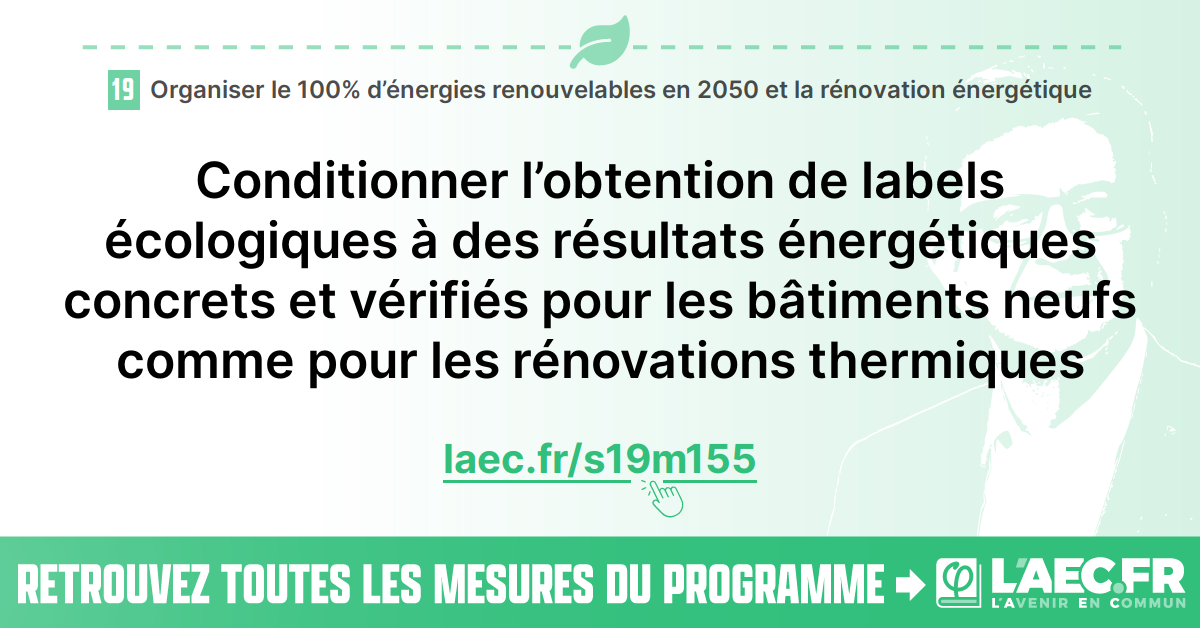 19 Organiser le 100% d’énergies renouvelables en 2050 et la rénovation énergétique
Conditionner l’obtention de labels
écologiques à des résultats énergétiques
concrets et vérifiés pour les bâtiments neufs
comme pour les rénovations thermiques
laec.fr/s19m155
RETROUVEZ TOUTES LES MESURES DU PROGRAMME
φ
L'AEC.FR
L'AVENIR EN COMMUN